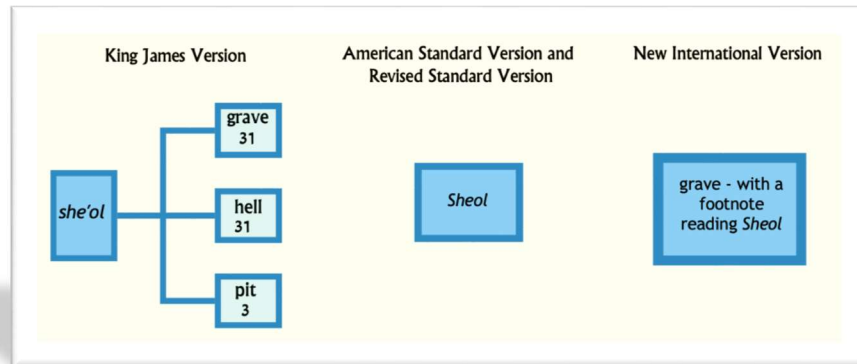 King James Version
she'ol
grave
31
hell
31
pit
3
American Standard Version and
Revised Standard Version
Sheol
New International Version
grave - with a
footnote
reading Sheol